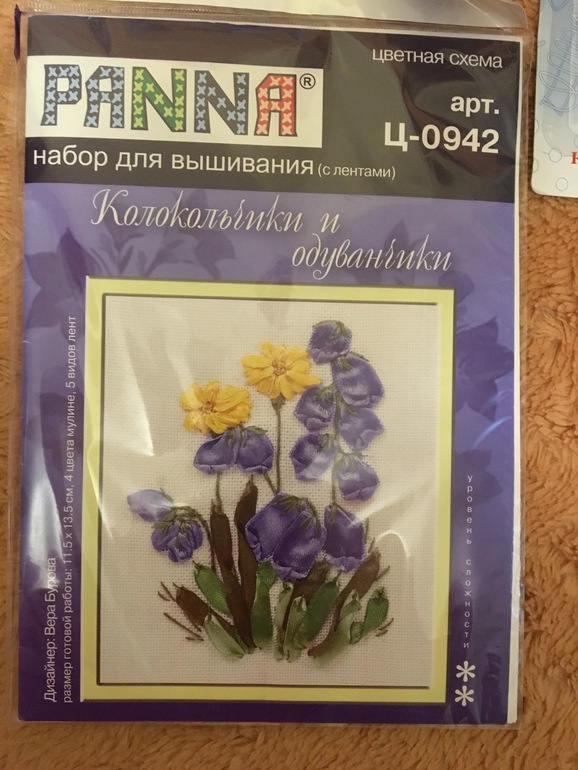 цветная схема
PANNA®
арт.
Ц-0942
набор для вышивания (с лентами)
Колокольчики и
одуванчики
Дизайнер: Вера Бурова
размер готовой работы: 11.5 х 13.5 см, 4 цвета мулине, 5 видов лент
уровень сложности
**